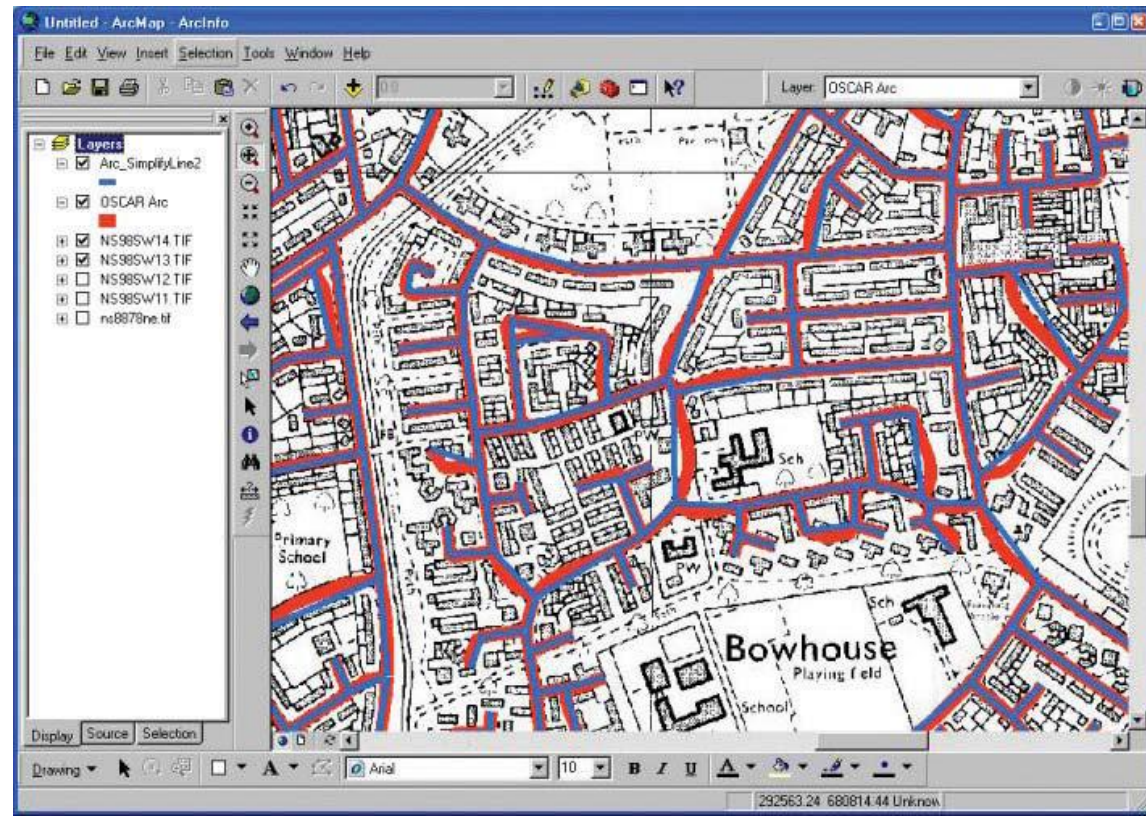 Untitled - ArcMap - ArcInfo
File Edit View Insert Selection Tools Window Help
Layer: OSCAR Arc
Layers
Arc_SimplifyLine2
OSCAR Arc
NS98SW14.TIF
NS98SW13.TIF
NS98SW12.TIF
NS98SW11.TIF
ns8878ne.tif
PW
Sch
Primary
School
PW
Sch
Bowhouse
Playing field
School
Display Source Selection
Drawing Arial 10 B I U A
292563.24 680814.44 Unknow